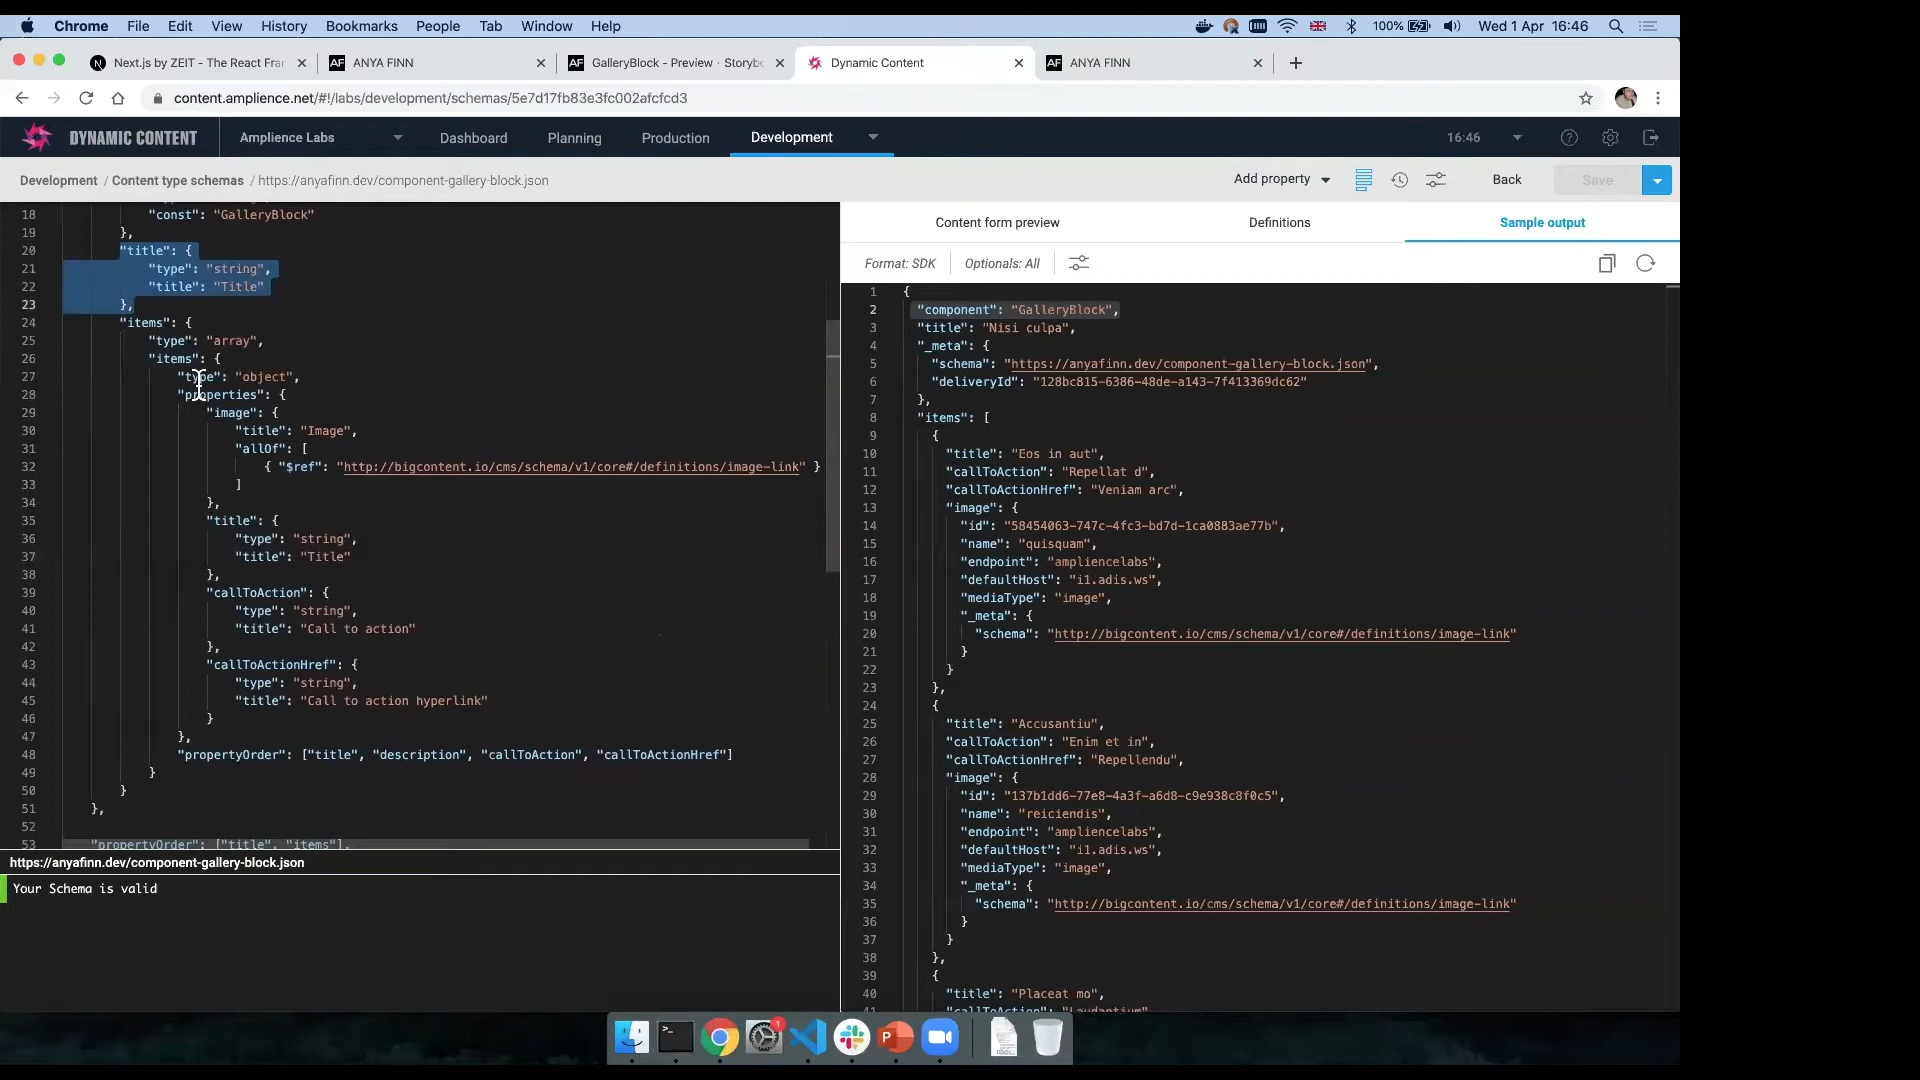 Chrome File Edit View History Bookmarks People Tab Window Help 100% Wed 1 Apr 16:46
Next.js by ZEIT - The React Fra
AF ANYA FINN
AF GalleryBlock - Preview · Storybo
Dynamic Content
AF ANYA FINN
content.amplience.net/#!/labs/development/schemas/5e7d17fb83e3fc002afcfcd3
DYNAMIC CONTENT Amplience Labs Dashboard Planning Production Development 16:46
Development / Content type schemas / https://anyafinn.dev/component-gallery-block.json
Add property Back Save
18 "const": "GalleryBlock"
19 },
20 "title": {
21 "type": "string",
22 "title": "Title"
23 },
24 "items": {
25 "type": "array",
26 "items": {
27 "type": "object",
28 "properties": {
29 "image": {
30 "title": "Image",
31 "allOf": [
32 { "$ref": "http://bigcontent.io/cms/schema/v1/core#/definitions/image-link" }
33 ]
34 },
35 "title": {
36 "type": "string",
37 "title": "Title"
38 },
39 "callToAction": {
40 "type": "string",
41 "title": "Call to action"
42 },
43 "callToActionHref": {
44 "type": "string",
45 "title": "Call to action hyperlink"
46 }
47 },
48 "propertyOrder": ["title", "description", "callToAction", "callToActionHref"]
49 }
50 }
51 },
52
53 "propertyOrder": ["title", "items"],
https://anyafinn.dev/component-gallery-block.json
Your Schema is valid
Content form preview Definitions Sample output
Format: SDK Optionals: All
1 {
2 "component": "GalleryBlock",
3 "title": "Nisi culpa",
4 "_meta": {
5 "schema": "https://anyafinn.dev/component-gallery-block.json",
6 "deliveryId": "128bc815-6386-48de-a143-7f413369dc62"
7 },
8 "items": [
9 {
10 "title": "Eos in aut",
11 "callToAction": "Repellat d",
12 "callToActionHref": "Veniam arc",
13 "image": {
14 "id": "58454063-747c-4fc3-bd7d-1ca0883ae77b",
15 "name": "quisquam",
16 "endpoint": "ampliencelabs",
17 "defaultHost": "i1.adis.ws",
18 "mediaType": "image",
19 "_meta": {
20 "schema": "http://bigcontent.io/cms/schema/v1/core#/definitions/image-link"
21 }
22 }
23 },
24 {
25 "title": "Accusantiu",
26 "callToAction": "Enim et in",
27 "callToActionHref": "Repellendu",
28 "image": {
29 "id": "137b1dd6-77e8-4a3f-a6d8-c9e938c8f0c5",
30 "name": "reiciendis",
31 "endpoint": "ampliencelabs",
32 "defaultHost": "i1.adis.ws",
33 "mediaType": "image",
34 "_meta": {
35 "schema": "http://bigcontent.io/cms/schema/v1/core#/definitions/image-link"
36 }
37 }
38 },
39 {
40 "title": "Placeat mo",
41 "callToAction": "Laudantium",
1